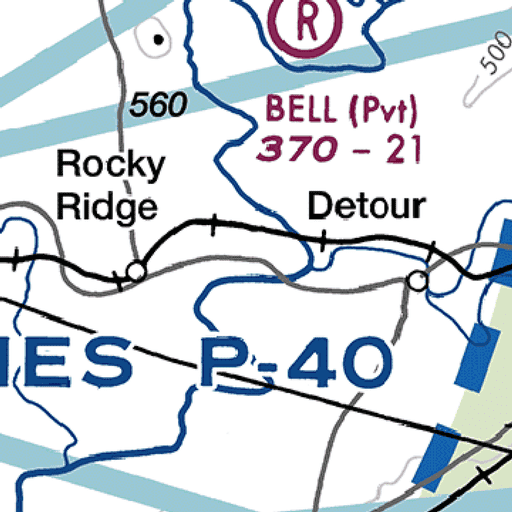 R
500
560
BELL (Pvt)
370 - 21
Rocky
Ridge
Detour
IES P-40